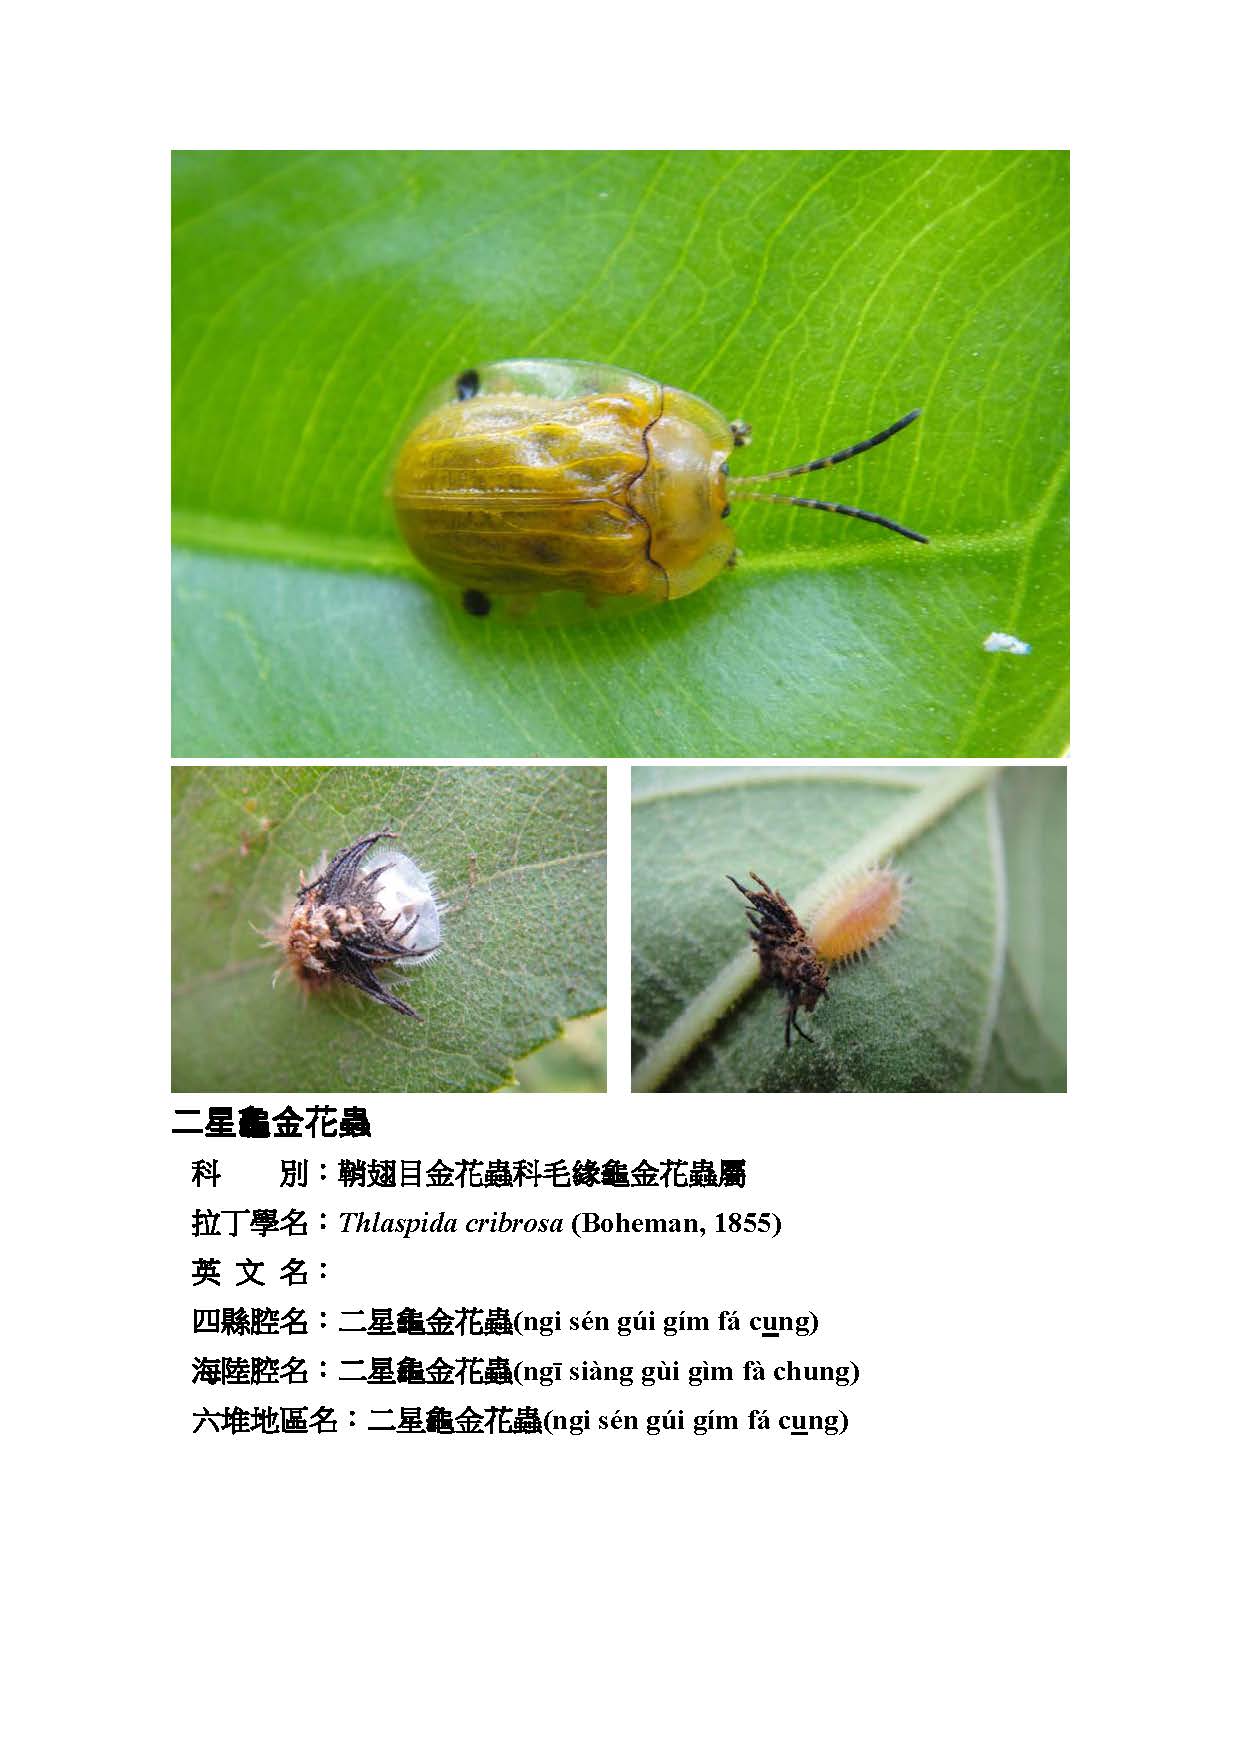 二星龜金花蟲
科　　別：鞘翅目金花蟲科毛緣龜金花蟲屬
拉丁學名：Thlaspida cribrosa (Boheman, 1855)
英 文 名：
四縣腔名：二星龜金花蟲(ngi sén gúi gím fá cung)
海陸腔名：二星龜金花蟲(ngī siàng gùi gìm fà chung)
六堆地區名：二星龜金花蟲(ngi sén gúi gím fá cung)